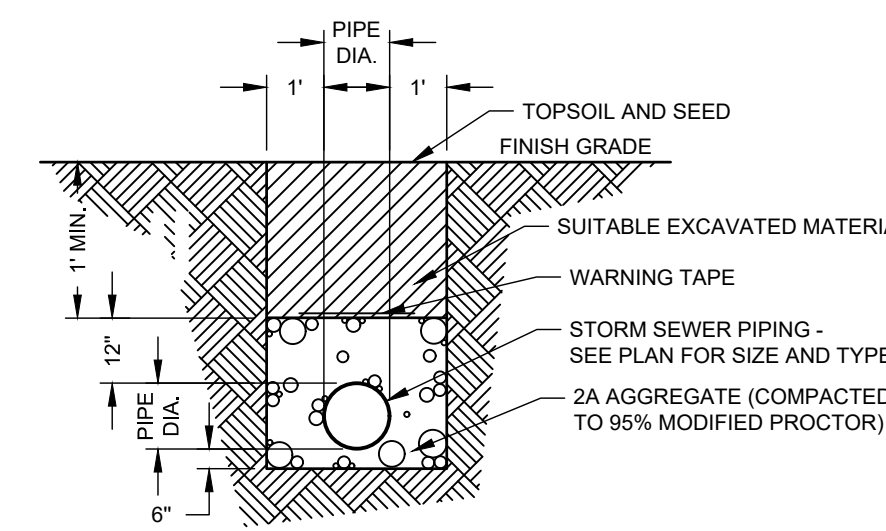 PIPE
DIA.
1'
1'
TOPSOIL AND SEED
FINISH GRADE
1' MIN.
SUITABLE EXCAVATED MATERIA
WARNING TAPE
12"
STORM SEWER PIPING -
SEE PLAN FOR SIZE AND TYPE
PIPE
DIA.
2A AGGREGATE (COMPACTED
TO 95% MODIFIED PROCTOR)
6"